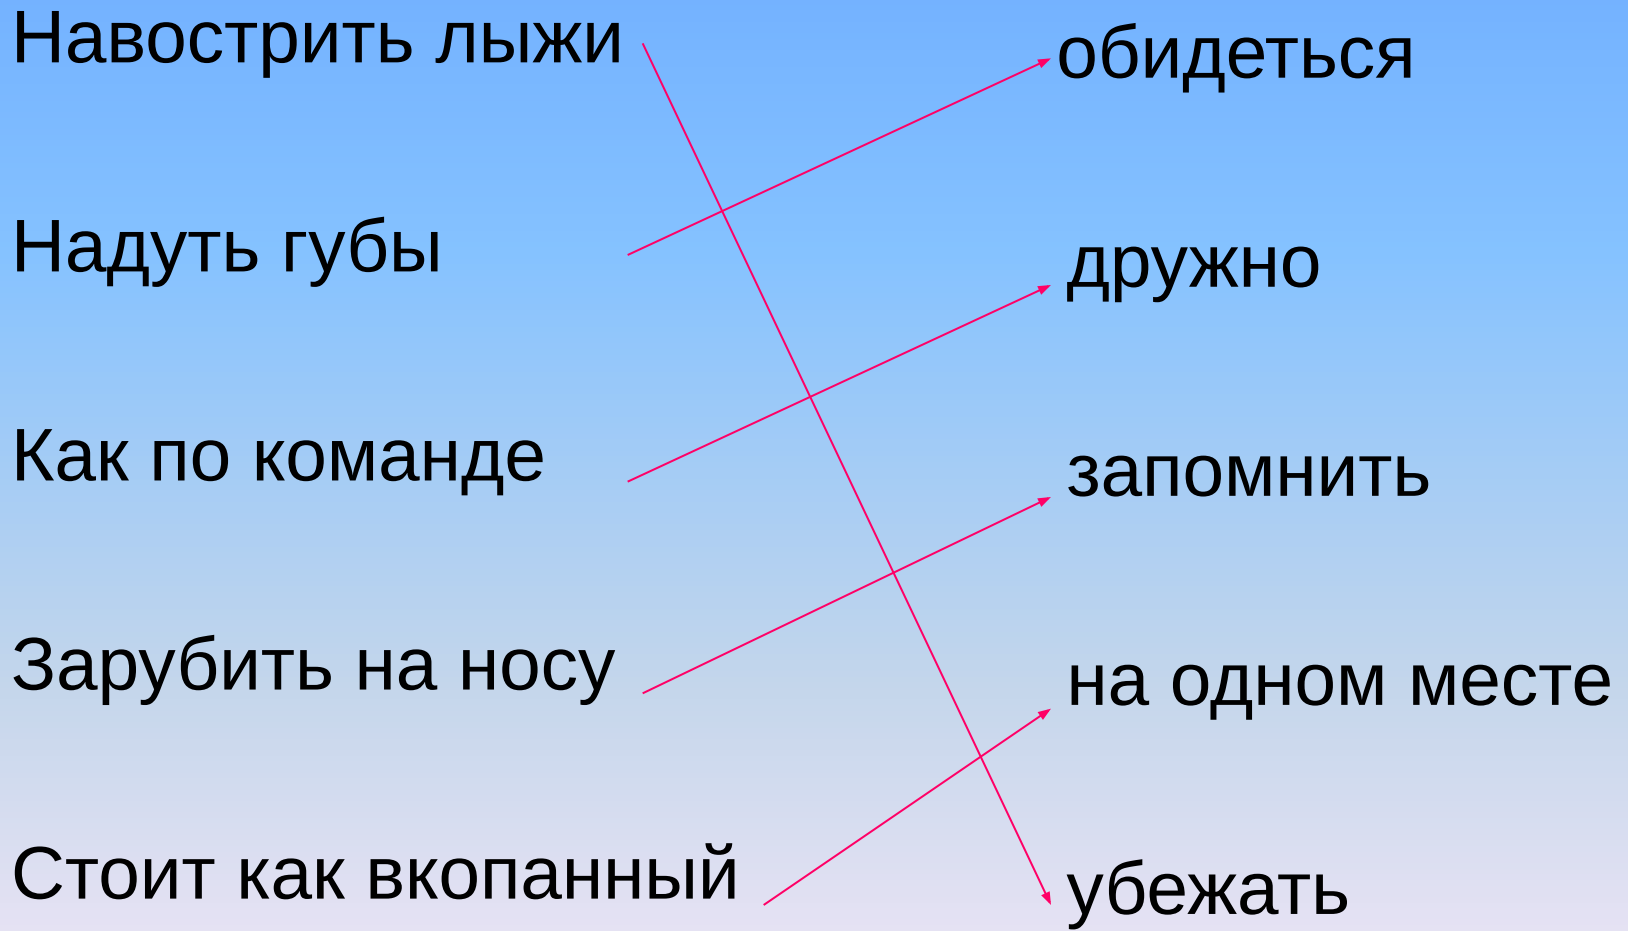 Навострить лыжи
обидеться
Надуть губы
дружно
Как по команде
запомнить
Зарубить на носу
на одном месте
Стоит как вкопанный
убежать